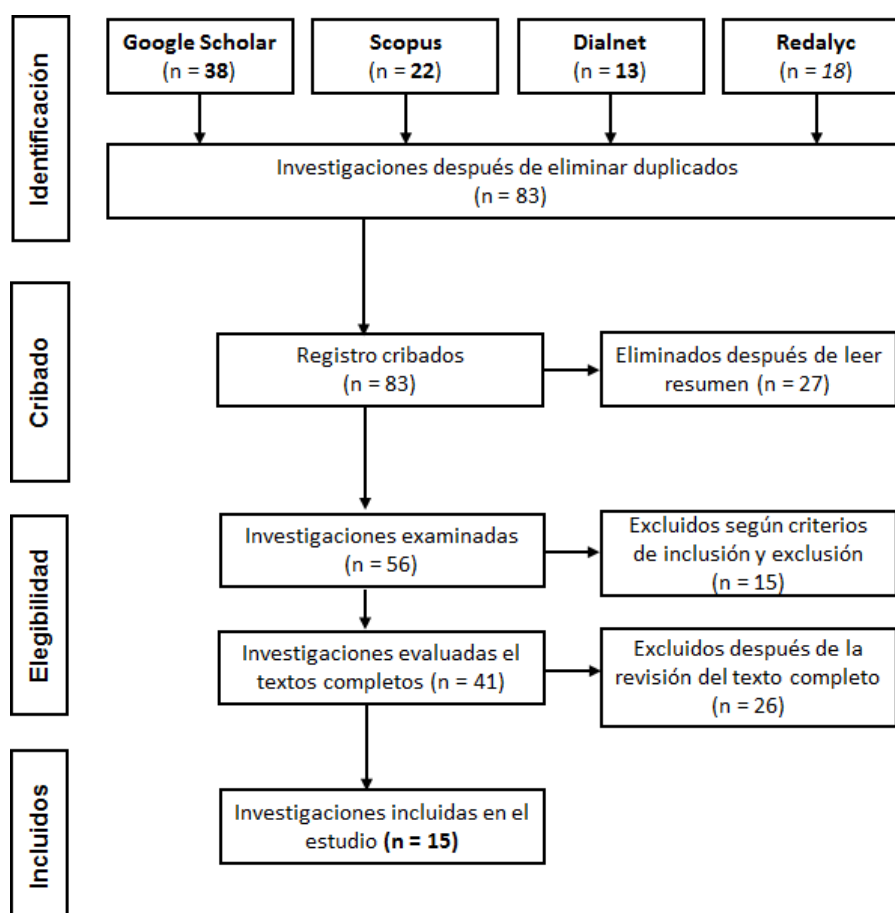 Identificación
Google Scholar
(n = 38)
Scopus
(n = 22)
Dialnet
(n = 13)
Redalyc
(n = 18)
Investigaciones después de eliminar duplicados
(n = 83)
Cribado
Registro cribados
(n = 83)
Eliminados después de leer
resumen (n = 27)
Elegibilidad
Investigaciones examinadas
(n = 56)
Excluidos según criterios
de inclusión y exclusión
(n = 15)
Investigaciones evaluadas el
textos completos (n = 41)
Excluidos después de la
revisión del texto completo
(n = 26)
Incluidos
Investigaciones incluidas en el
estudio (n = 15)